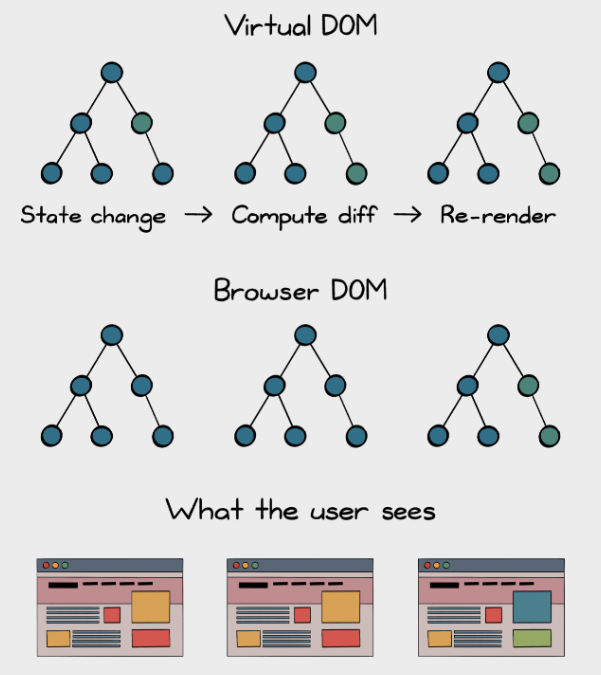 Virtual DOM
State change → Compute diff → Re-render
Browser DOM
What the user sees